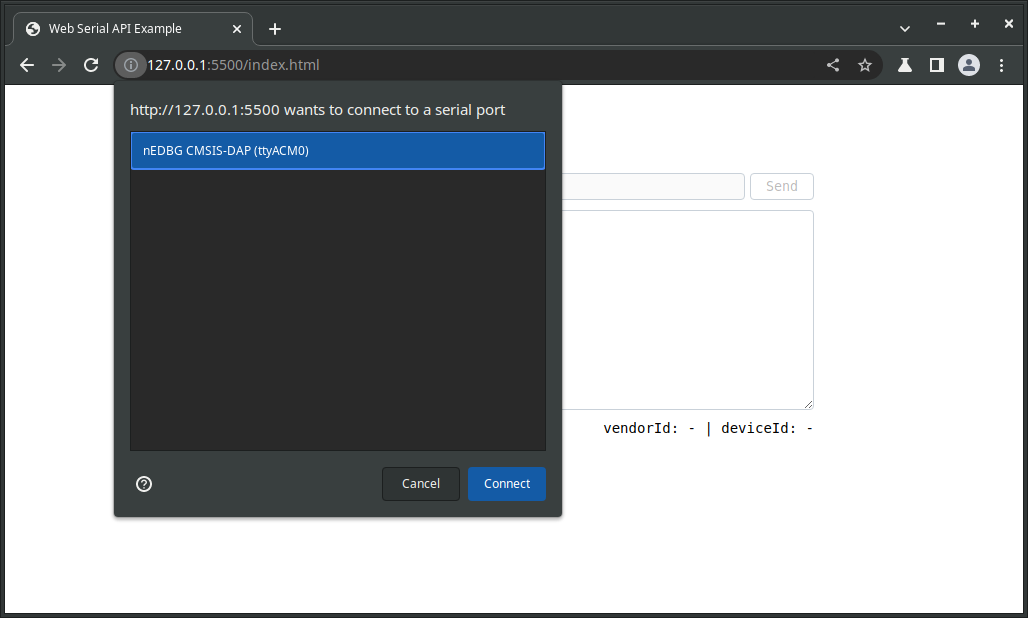 Web Serial API Example
127.0.0.1:5500/index.html
http://127.0.0.1:5500 wants to connect to a serial port
nEDBG CMSIS-DAP (ttyACM0)
Send
vendorId: - | deviceId: -
Cancel
Connect